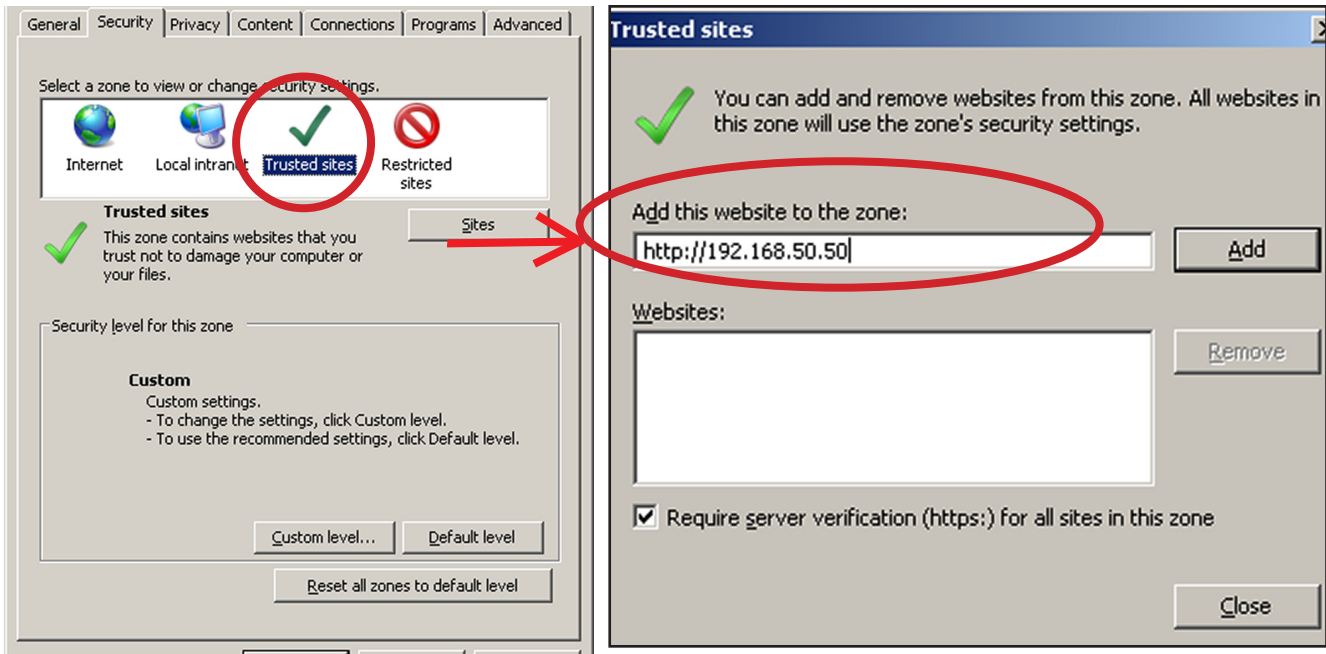 General Security Privacy Content Connections Programs Advanced
Select a zone to view or change security settings.
Internet
Local intranet
Trusted sites
Restricted
sites
Trusted sites
This zone contains websites that you
trust not to damage your computer or
your files.
Sites
Security level for this zone
Custom
Custom settings.
- To change the settings, click Custom level.
- To use the recommended settings, click Default level.
Custom level... Default level
Reset all zones to default level
Trusted sites
You can add and remove websites from this zone. All websites in
this zone will use the zone's security settings.
Add this website to the zone:
http://192.168.50.50
Add
Websites:
Remove
Require server verification (https:) for all sites in this zone
Close